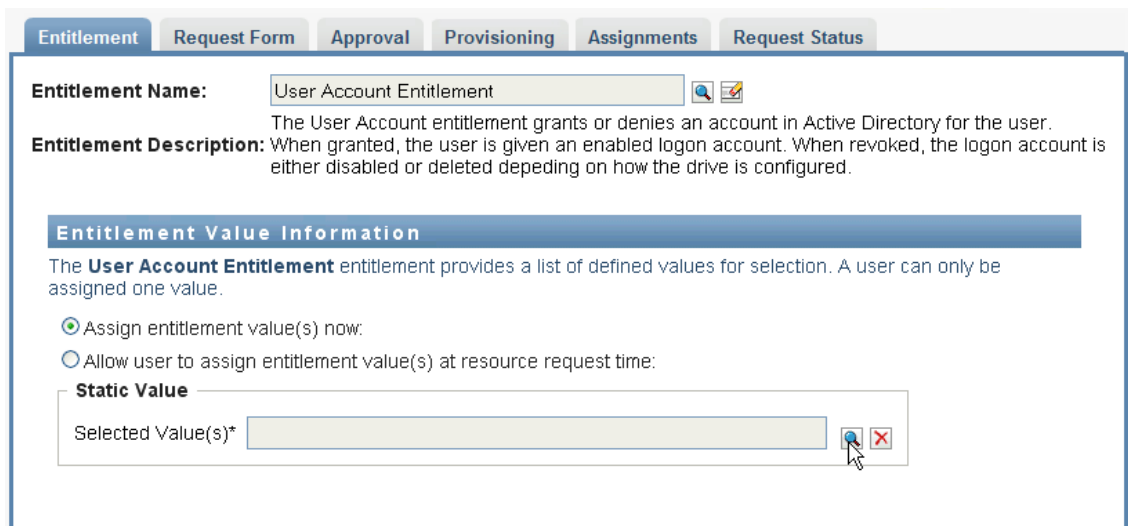 Entitlement Request Form Approval Provisioning Assignments Request Status
Entitlement Name: User Account Entitlement
The User Account entitlement grants or denies an account in Active Directory for the user.
Entitlement Description: When granted, the user is given an enabled logon account. When revoked, the logon account is
either disabled or deleted depeding on how the drive is configured.
Entitlement Value Information
The User Account Entitlement entitlement provides a list of defined values for selection. A user can only be
assigned one value.
Assign entitlement value(s) now:
Allow user to assign entitlement value(s) at resource request time:
Static Value
Selected Value(s)*